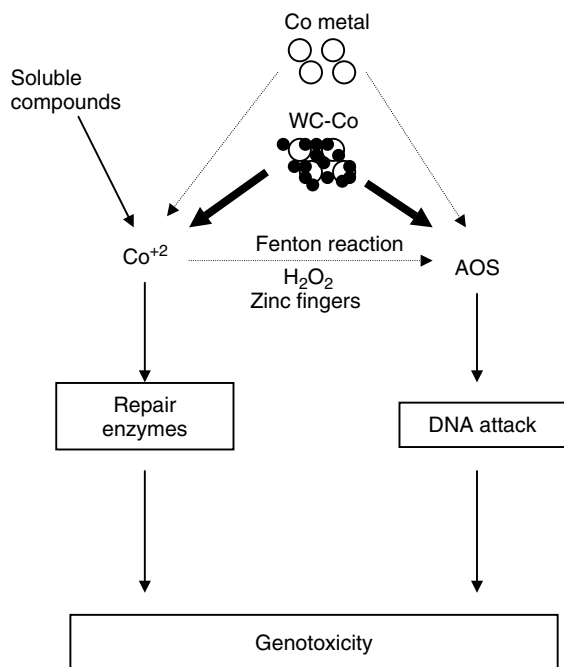 Co metal
Soluble
compounds
WC-Co
Fenton reaction
Co⁺²
AOS
H₂O₂
Zinc fingers
Repair
enzymes
DNA attack
Genotoxicity